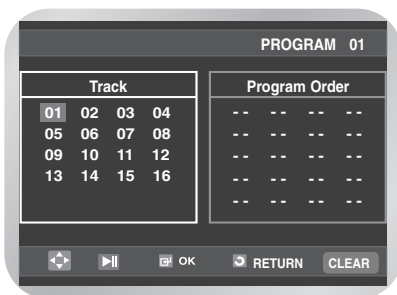 PROGRAM 01
Track
01 02 03 04
05 06 07 08
09 10 11 12
13 14 15 16
Program Order
-- -- -- --
-- -- -- --
-- -- -- --
-- -- -- --
-- -- -- --
OK RETURN CLEAR